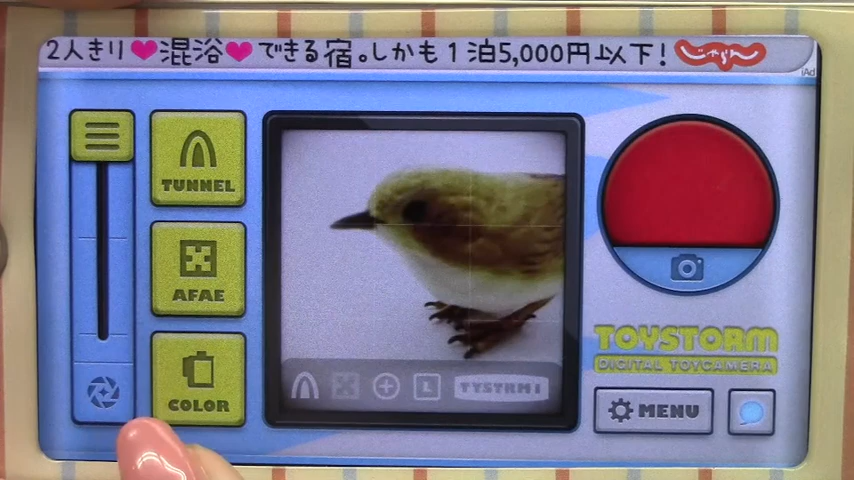 2人きり❤混浴❤できる宿。しかも1泊5,000円以下!
じゃらん
iAd
TUNNEL
AFAE
COLOR
L
TYSTRM1
TOYSTORM
DIGITAL TOYCAMERA
MENU